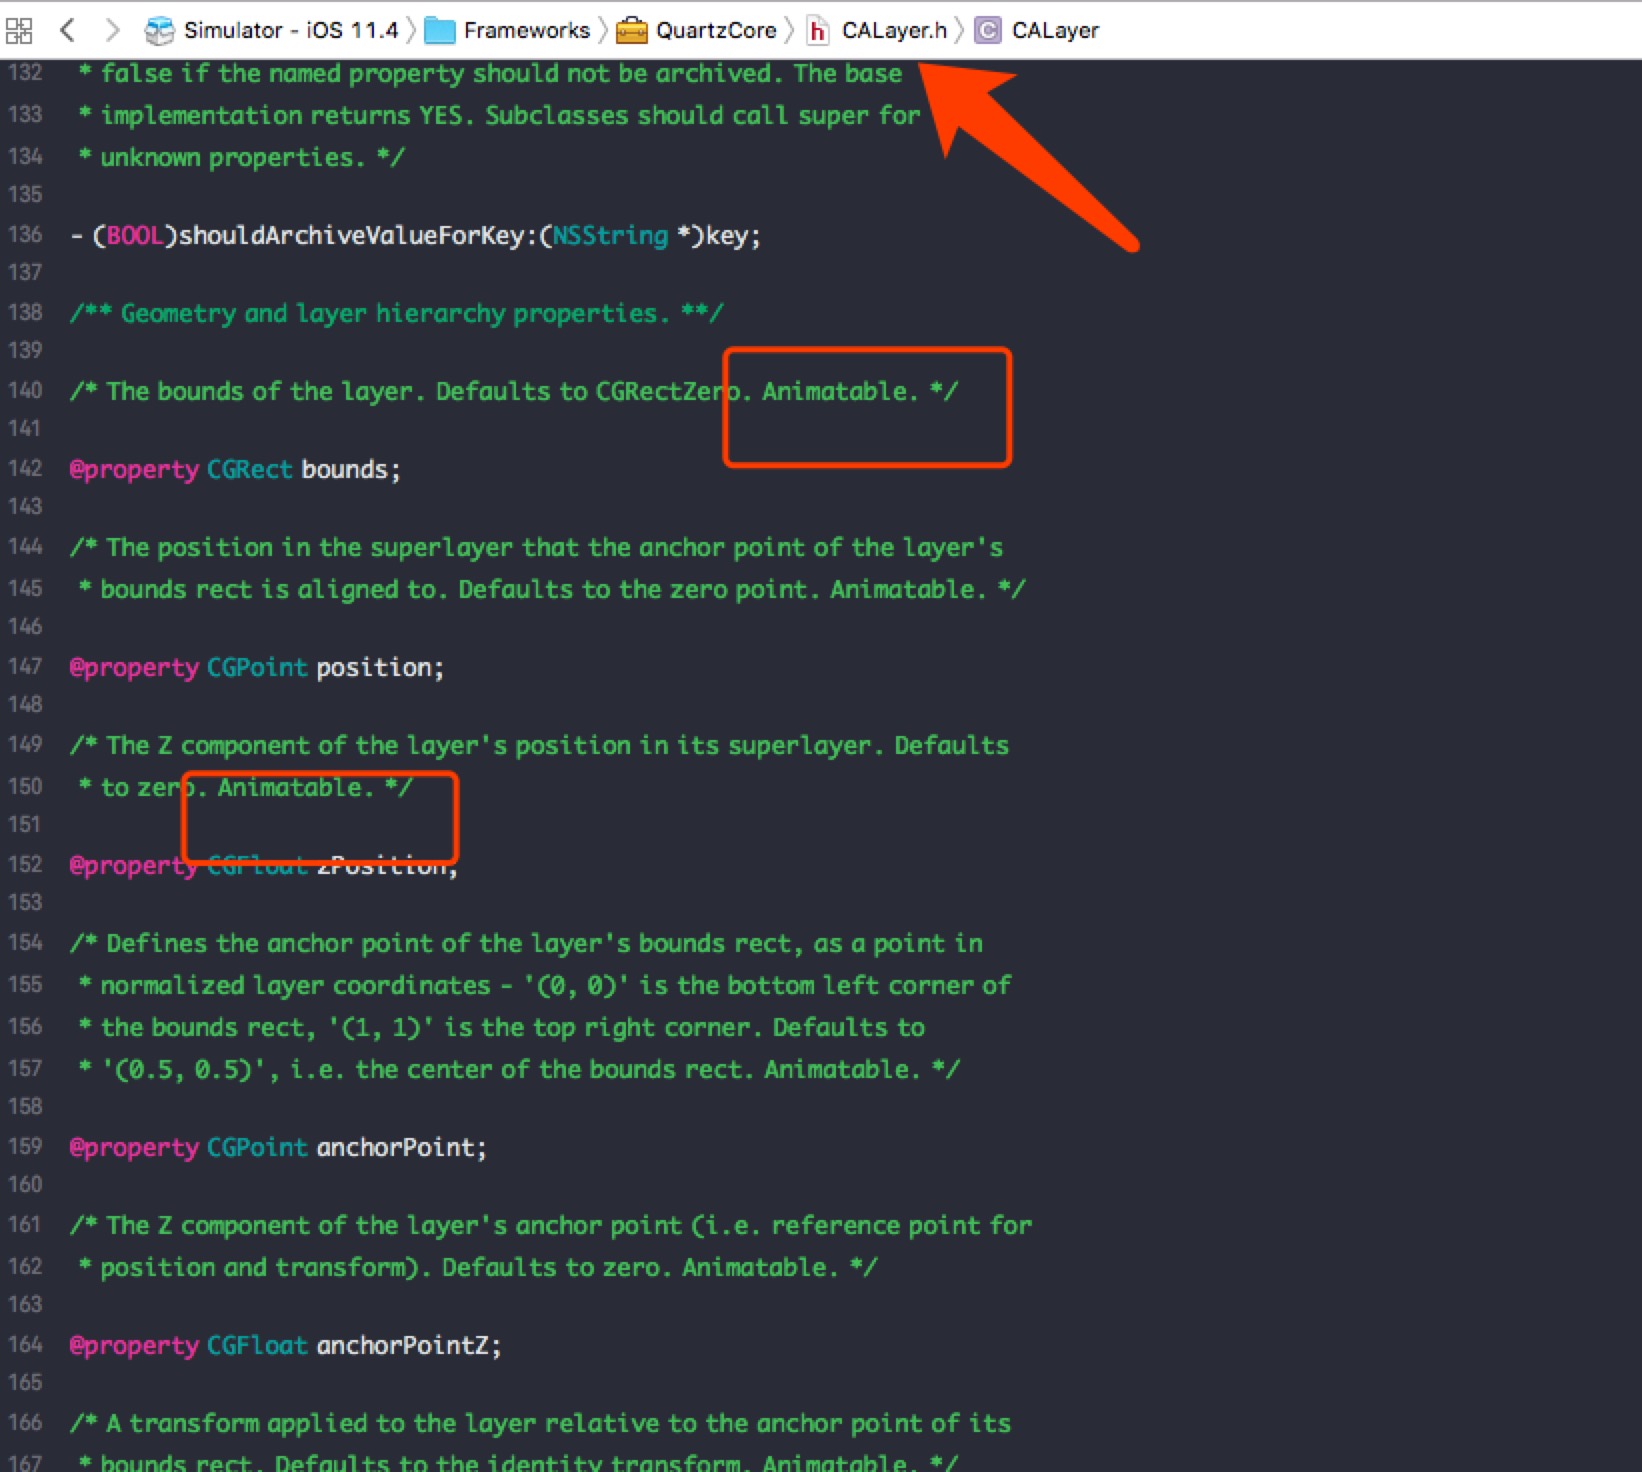 Simulator - iOS 11.4 〉 Frameworks 〉 QuartzCore 〉 h CALayer.h 〉 C CALayer
132 * false if the named property should not be archived. The base
133 * implementation returns YES. Subclasses should call super for
134 * unknown properties. */
135
136 - (BOOL)shouldArchiveValueForKey:(NSString *)key;
137
138 /** Geometry and layer hierarchy properties. **/
139
140 /* The bounds of the layer. Defaults to CGRectZero. Animatable. */
141
142 @property CGRect bounds;
143
144 /* The position in the superlayer that the anchor point of the layer's
145 * bounds rect is aligned to. Defaults to the zero point. Animatable. */
146
147 @property CGPoint position;
148
149 /* The Z component of the layer's position in its superlayer. Defaults
150 * to zero. Animatable. */
151
152 @property CGFloat zPosition;
153
154 /* Defines the anchor point of the layer's bounds rect, as a point in
155 * normalized layer coordinates - '(0, 0)' is the bottom left corner of
156 * the bounds rect, '(1, 1)' is the top right corner. Defaults to
157 * '(0.5, 0.5)', i.e. the center of the bounds rect. Animatable. */
158
159 @property CGPoint anchorPoint;
160
161 /* The Z component of the layer's anchor point (i.e. reference point for
162 * position and transform). Defaults to zero. Animatable. */
163
164 @property CGFloat anchorPointZ;
165
166 /* A transform applied to the layer relative to the anchor point of its
167 * bounds rect. Defaults to the identity transform. Animatable. */